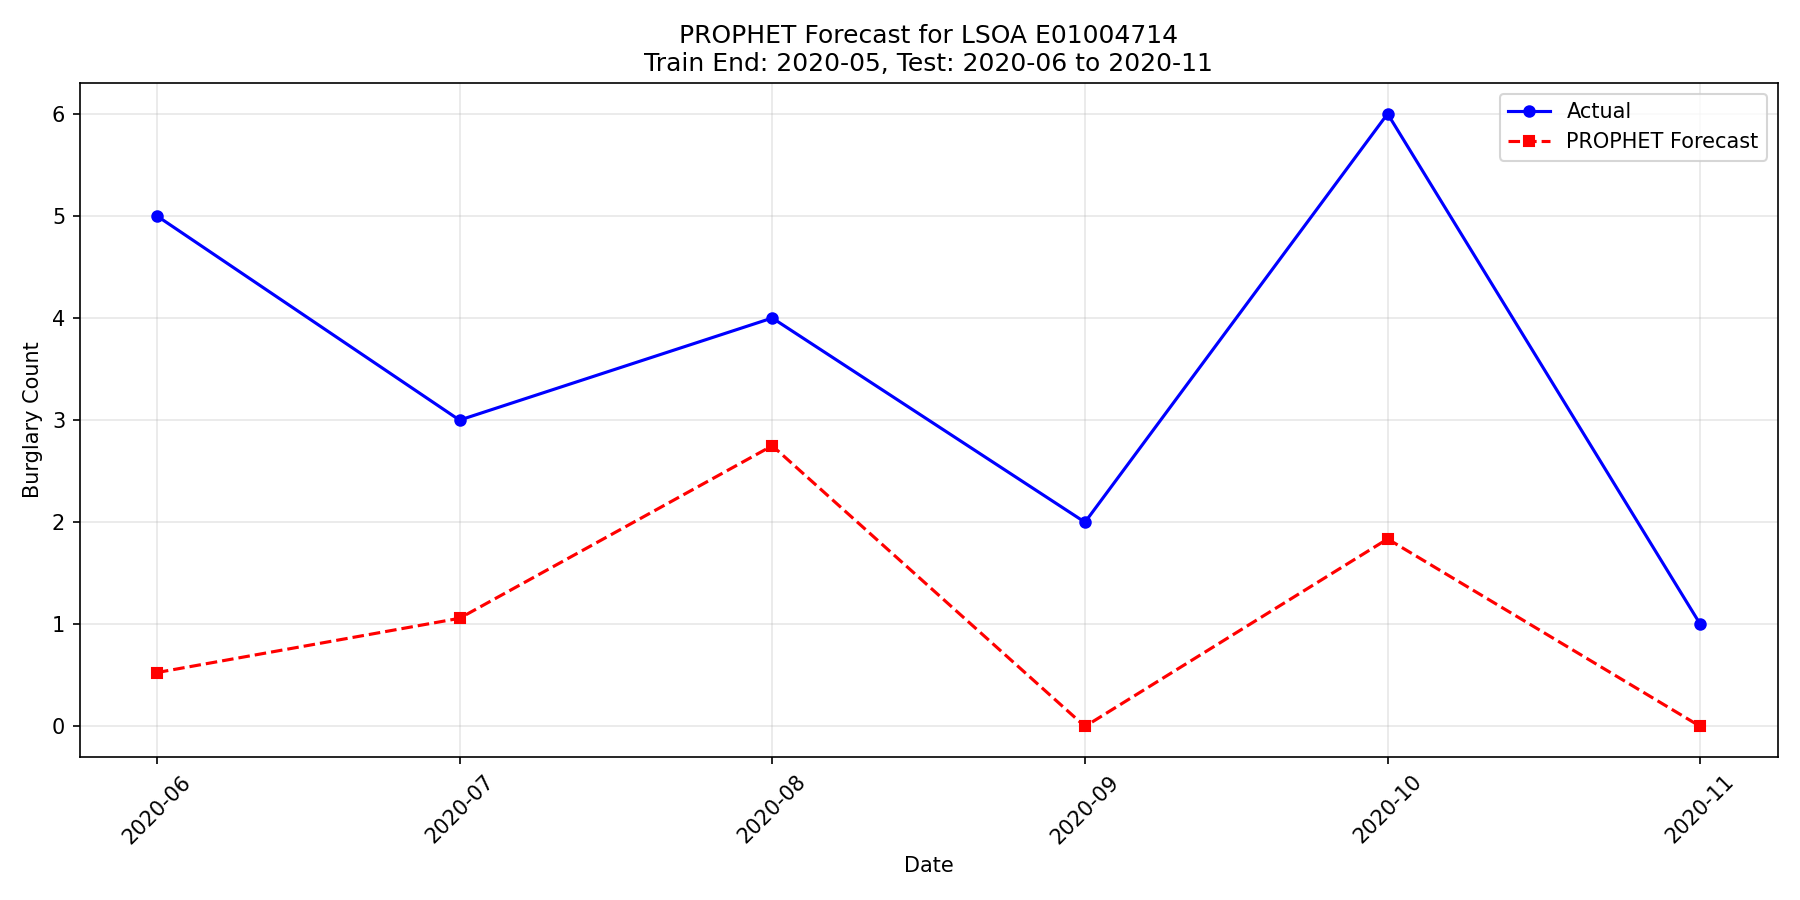 PROPHET Forecast for LSOA E01004714
Train End: 2020-05, Test: 2020-06 to 2020-11
Actual
PROPHET Forecast
Burglary Count
6
5
4
3
2
1
0
2020-06
2020-07
2020-08
2020-09
2020-10
2020-11
Date